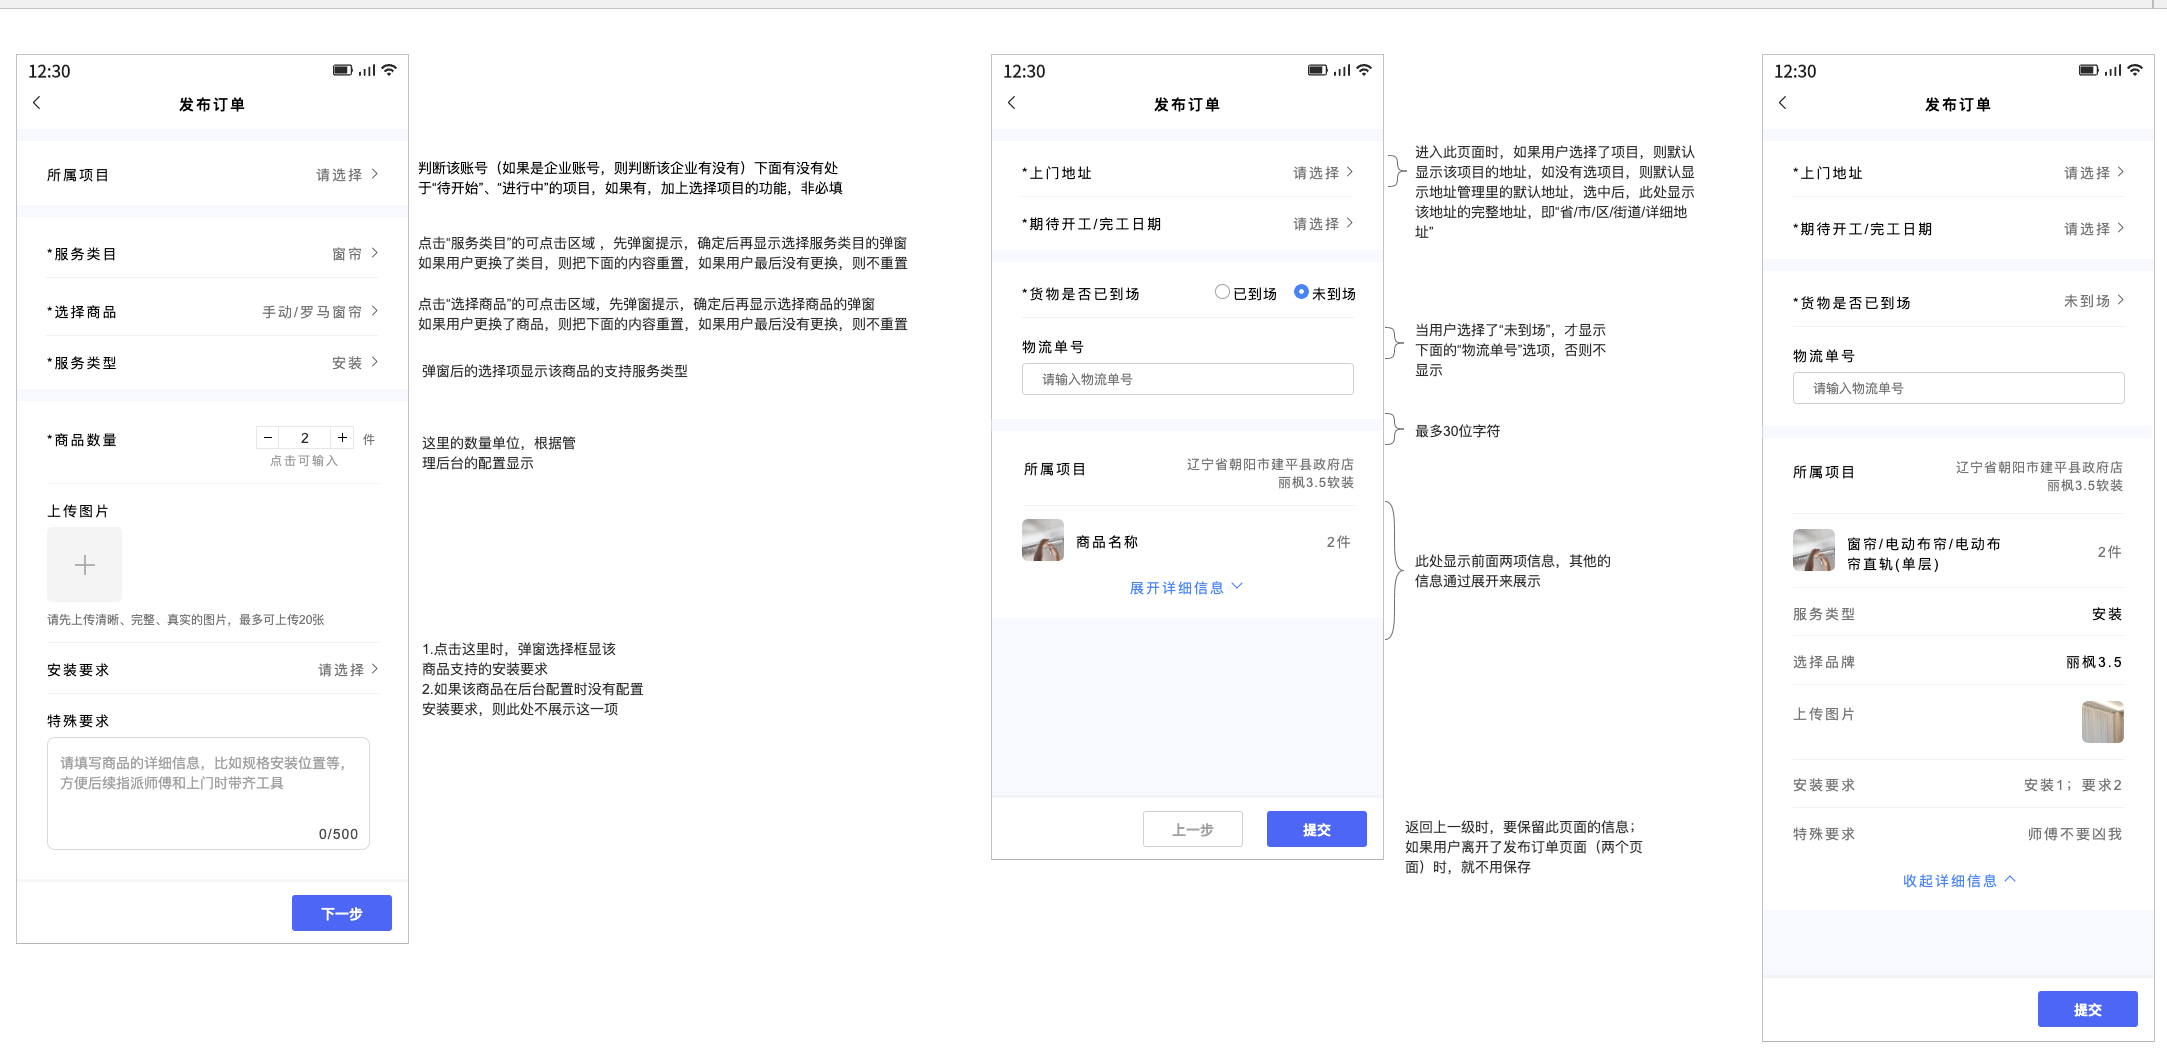 12:30
发布订单
所属项目
请选择
*服务类目
窗帘
*选择商品
手动/罗马窗帘
*服务类型
安装
*商品数量
2
件
点击可输入
上传图片
请先上传清晰、完整、真实的图片，最多可上传20张
安装要求
请选择
特殊要求
请填写商品的详细信息，比如规格安装位置等，
方便后续指派师傅和上门时带齐工具
0/500
下一步
判断该账号（如果是企业账号，则判断该企业有没有）下面有没有处
于“待开始”、“进行中”的项目，如果有，加上选择项目的功能，非必填
点击“服务类目”的可点击区域 ，先弹窗提示，确定后再显示选择服务类目的弹窗
如果用户更换了类目，则把下面的内容重置，如果用户最后没有更换，则不重置
点击“选择商品”的可点击区域，先弹窗提示，确定后再显示选择商品的弹窗
如果用户更换了商品，则把下面的内容重置，如果用户最后没有更换，则不重置
弹窗后的选择项显示该商品的支持服务类型
这里的数量单位，根据管
理后台的配置显示
1.点击这里时，弹窗选择框显该
商品支持的安装要求
2.如果该商品在后台配置时没有配置
安装要求，则此处不展示这一项
12:30
发布订单
*上门地址
请选择
*期待开工/完工日期
请选择
*货物是否已到场
已到场
未到场
物流单号
请输入物流单号
所属项目
辽宁省朝阳市建平县政府店
丽枫3.5软装
商品名称
2件
展开详细信息
上一步
提交
进入此页面时，如果用户选择了项目，则默认
显示该项目的地址，如没有选项目，则默认显
示地址管理里的默认地址，选中后，此处显示
该地址的完整地址，即“省/市/区/街道/详细地
址”
当用户选择了“未到场”，才显示
下面的“物流单号”选项，否则不
显示
最多30位字符
此处显示前面两项信息，其他的
信息通过展开来展示
返回上一级时，要保留此页面的信息；
如果用户离开了发布订单页面（两个页
面）时，就不用保存
12:30
发布订单
*上门地址
请选择
*期待开工/完工日期
请选择
*货物是否已到场
未到场
物流单号
请输入物流单号
所属项目
辽宁省朝阳市建平县政府店
丽枫3.5软装
窗帘/电动布帘/电动布
帘直轨(单层)
2件
服务类型
安装
选择品牌
丽枫3.5
上传图片
安装要求
安装1；要求2
特殊要求
师傅不要凶我
收起详细信息
提交